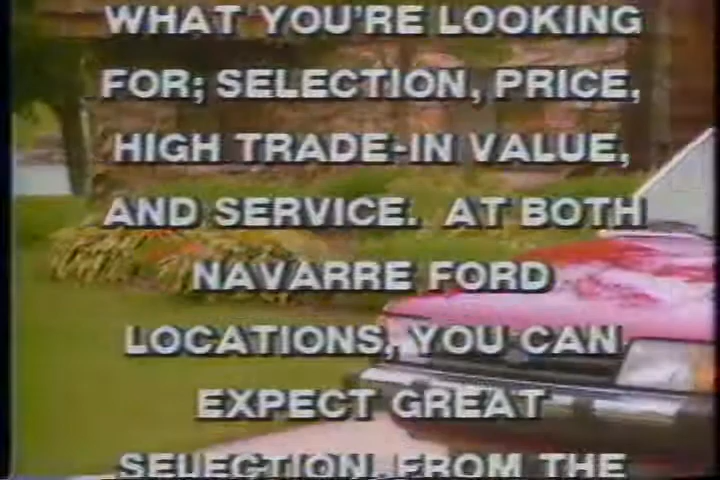 WHAT YOU'RE LOOKING
FOR; SELECTION, PRICE,
HIGH TRADE-IN VALUE,
AND SERVICE. AT BOTH
NAVARRE FORD
LOCATIONS, YOU CAN
EXPECT GREAT
SELECTION, FROM THE